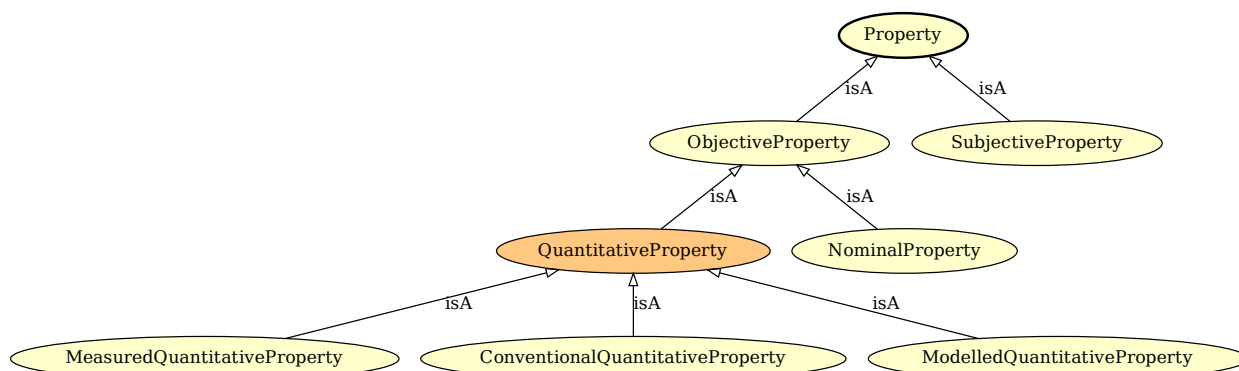 Property
isA
isA
ObjectiveProperty
SubjectiveProperty
isA
isA
QuantitativeProperty
NominalProperty
isA
isA
isA
MeasuredQuantitativeProperty
ConventionalQuantitativeProperty
ModelledQuantitativeProperty